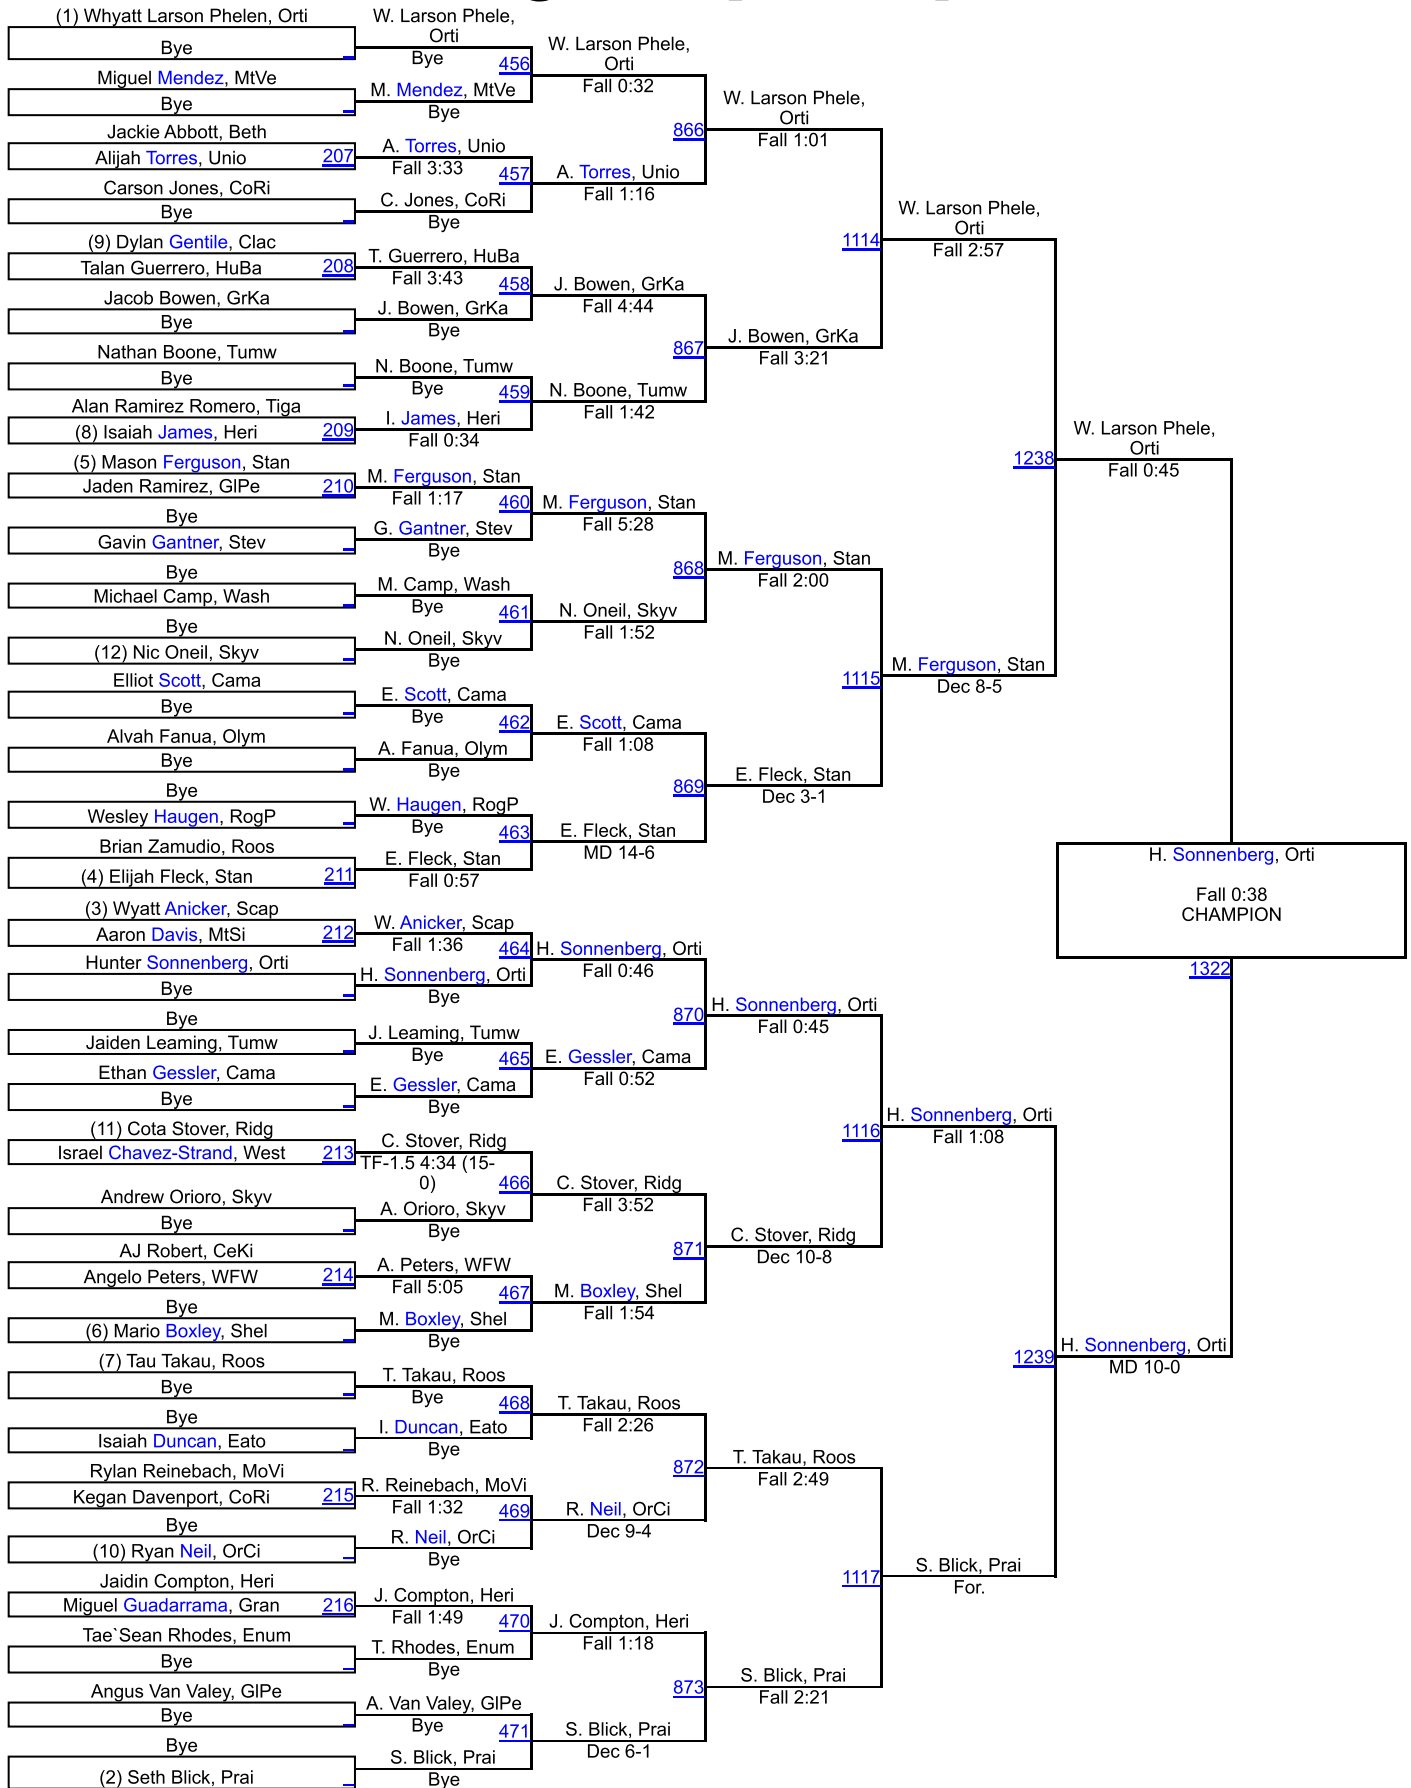 (1) Whyatt Larson Phelen, Orti
Bye
Miguel Mendez, MtVe
Bye
Jackie Abbott, Beth
Alijah Torres, Unio 207
Carson Jones, CoRi
Bye
(9) Dylan Gentile, Clac
Talan Guerrero, HuBa 208
Jacob Bowen, GrKa
Bye
Nathan Boone, Tumw
Bye
Alan Ramirez Romero, Tiga
(8) Isaiah James, Heri 209
(5) Mason Ferguson, Stan
Jaden Ramirez, GlPe 210
Bye
Gavin Gantner, Stev
Bye
Michael Camp, Wash
Bye
(12) Nic Oneil, Skyv
Elliot Scott, Cama
Bye
Alvah Fanua, Olym
Bye
Bye
Wesley Haugen, RogP
Brian Zamudio, Roos
(4) Elijah Fleck, Stan 211
(3) Wyatt Anicker, Scap
Aaron Davis, MtSi 212
Hunter Sonnenberg, Orti
Bye
Bye
Jaiden Leaming, Tumw
Ethan Gessler, Cama
Bye
(11) Cota Stover, Ridg
Israel Chavez-Strand, West 213
Andrew Orioro, Skyv
Bye
AJ Robert, CeKi
Angelo Peters, WFW 214
Bye
(6) Mario Boxley, Shel
(7) Tau Takau, Roos
Bye
Bye
Isaiah Duncan, Eato
Rylan Reinebach, MoVi
Kegan Davenport, CoRi 215
Bye
(10) Ryan Neil, OrCi
Jaidin Compton, Heri
Miguel Guadarrama, Gran 216
Tae`Sean Rhodes, Enum
Bye
Angus Van Valey, GlPe
Bye
Bye
(2) Seth Blick, Prai
W. Larson Phele,
Orti
Bye
456
M. Mendez, MtVe
Bye
A. Torres, Unio
Fall 3:33
457
C. Jones, CoRi
Bye
T. Guerrero, HuBa
Fall 3:43
458
J. Bowen, GrKa
Bye
N. Boone, Tumw
Bye
459
I. James, Heri
Fall 0:34
M. Ferguson, Stan
Fall 1:17
460
G. Gantner, Stev
Bye
M. Camp, Wash
Bye
461
N. Oneil, Skyv
Bye
E. Scott, Cama
Bye
462
A. Fanua, Olym
Bye
W. Haugen, RogP
Bye
463
E. Fleck, Stan
Fall 0:57
W. Anicker, Scap
Fall 1:36
464
H. Sonnenberg, Orti
Bye
J. Leaming, Tumw
Bye
465
E. Gessler, Cama
Bye
C. Stover, Ridg
TF-1.5 4:34 (15-
0)
466
A. Orioro, Skyv
Bye
A. Peters, WFW
Fall 5:05
467
M. Boxley, Shel
Bye
T. Takau, Roos
Bye
468
I. Duncan, Eato
Bye
R. Reinebach, MoVi
Fall 1:32
469
R. Neil, OrCi
Bye
J. Compton, Heri
Fall 1:49
470
T. Rhodes, Enum
Bye
A. Van Valey, GlPe
Bye
471
S. Blick, Prai
Bye
W. Larson Phele,
Orti
Fall 0:32
866
A. Torres, Unio
Fall 1:16
J. Bowen, GrKa
Fall 4:44
867
N. Boone, Tumw
Fall 1:42
M. Ferguson, Stan
Fall 5:28
868
N. Oneil, Skyv
Fall 1:52
E. Scott, Cama
Fall 1:08
869
E. Fleck, Stan
MD 14-6
H. Sonnenberg, Orti
Fall 0:46
870
E. Gessler, Cama
Fall 0:52
C. Stover, Ridg
Fall 3:52
871
M. Boxley, Shel
Fall 1:54
T. Takau, Roos
Fall 2:26
872
R. Neil, OrCi
Dec 9-4
J. Compton, Heri
Fall 1:18
873
S. Blick, Prai
Dec 6-1
W. Larson Phele,
Orti
Fall 1:01
1114
J. Bowen, GrKa
Fall 3:21
M. Ferguson, Stan
Fall 2:00
1115
E. Fleck, Stan
Dec 3-1
H. Sonnenberg, Orti
Fall 0:45
1116
C. Stover, Ridg
Dec 10-8
T. Takau, Roos
Fall 2:49
1117
S. Blick, Prai
Fall 2:21
W. Larson Phele,
Orti
Fall 2:57
1238
M. Ferguson, Stan
Dec 8-5
H. Sonnenberg, Orti
Fall 1:08
1239
S. Blick, Prai
For.
W. Larson Phele,
Orti
Fall 0:45
H. Sonnenberg, Orti
Fall 0:38
CHAMPION
1322
H. Sonnenberg, Orti
MD 10-0